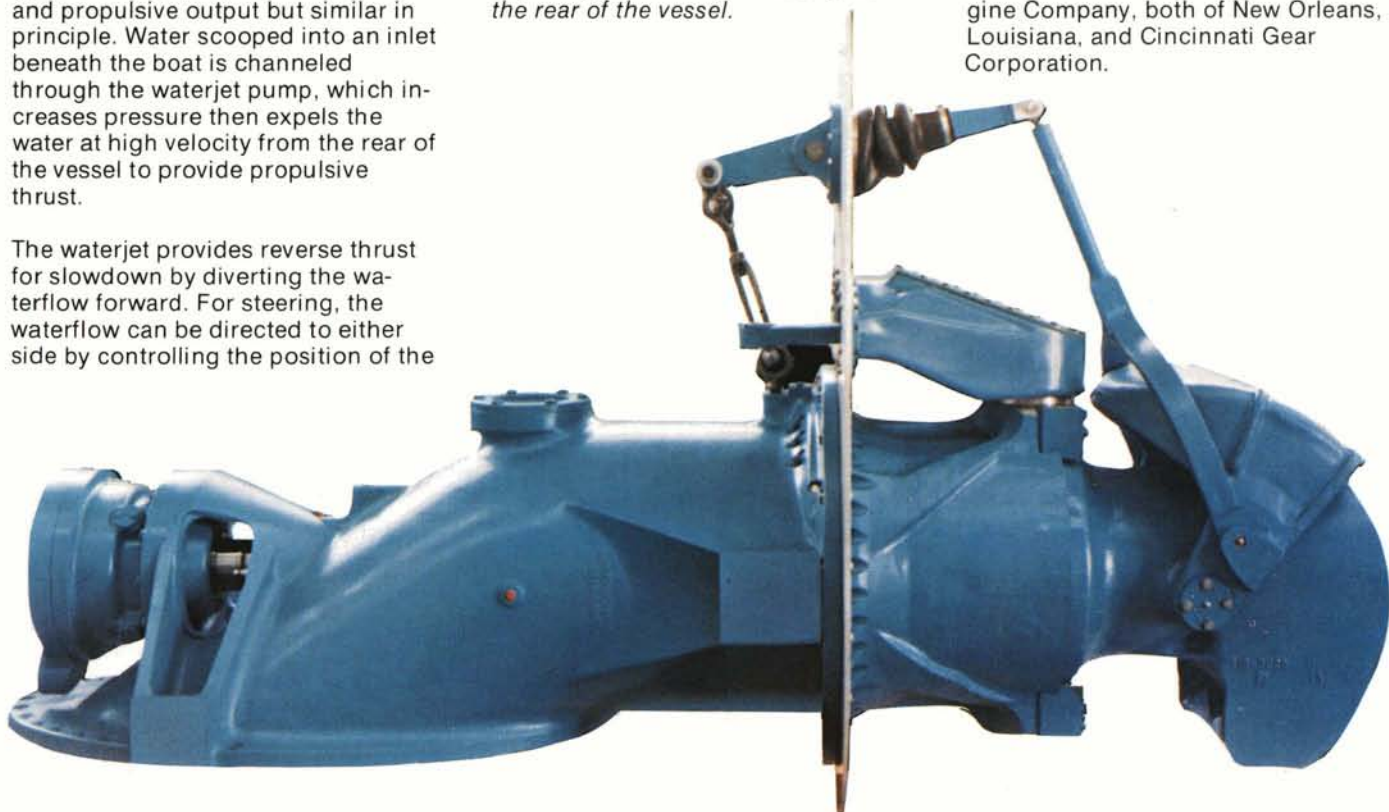 and propulsive output but similar in
principle. Water scooped into an inlet
beneath the boat is channeled
through the waterjet pump, which in-
creases pressure then expels the
water at high velocity from the rear of
the vessel to provide propulsive
thrust.
The waterjet provides reverse thrust
for slowdown by diverting the wa-
terflow forward. For steering, the
waterflow can be directed to either
side by controlling the position of the
the rear of the vessel.
gine Company, both of New Orleans,
Louisiana, and Cincinnati Gear
Corporation.